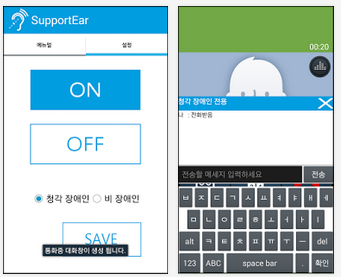 SupportEar
메뉴얼
설정
ON
OFF
청각 장애인
비 장애인
SAVE
통화중 대화창이 생성 됩니다.
00:20
청각 장애인 전용
나 : 전화받음
전송할 메세지 입력하세요
전송
ㅂ ㅈ ㄷ ㄱ ㅅ ㅛ ㅕ ㅑ ㅐ ㅔ
ㅁ ㄴ ㅇ ㄹ ㅎ ㅗ ㅓ ㅏ ㅣ
alt ㅋ ㅌ ㅊ ㅍ ㅠ ㅜ ㅡ del
123 ABC space bar . 확인